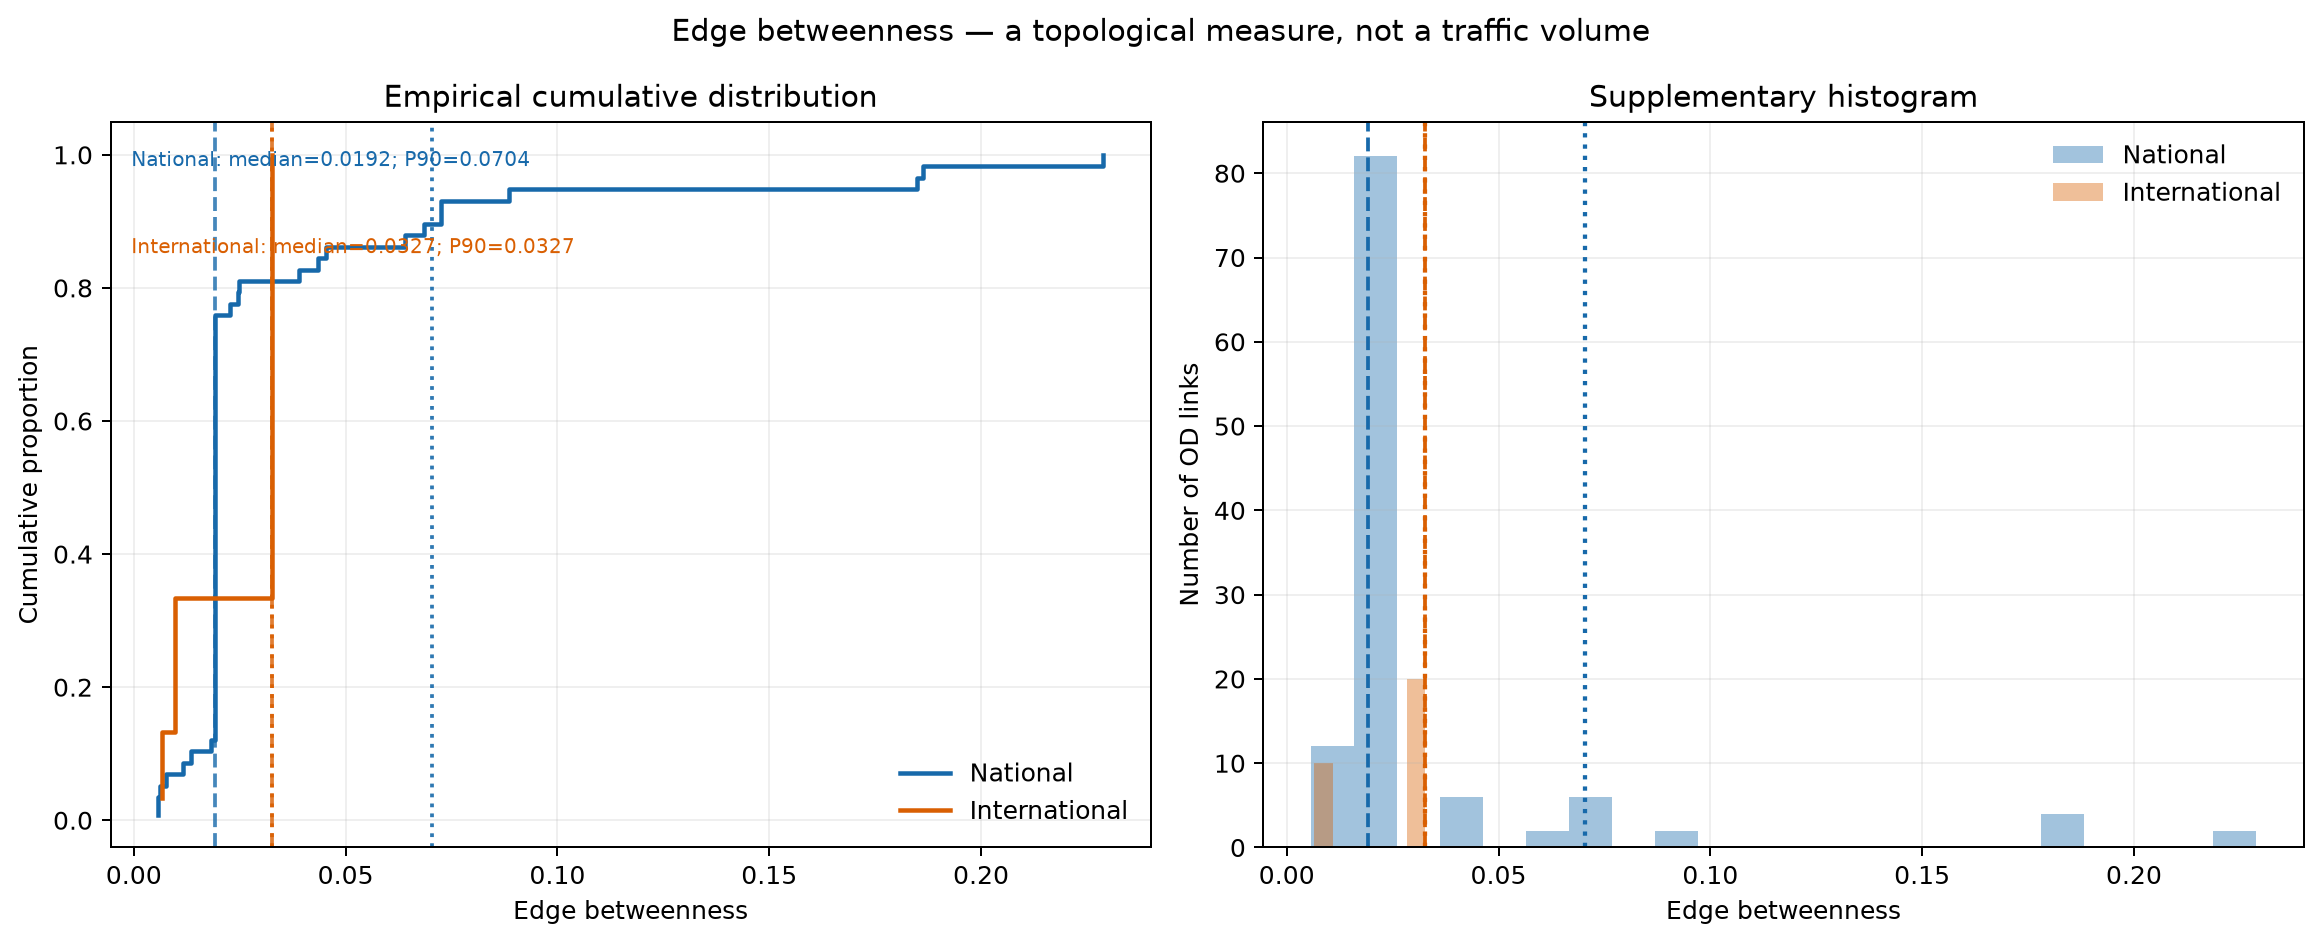 Edge betweenness — a topological measure, not a traffic volume
Empirical cumulative distribution
National: median=0.0192; P90=0.0704
International: median=0.0327; P90=0.0327
Cumulative proportion
1.0
0.8
0.6
0.4
0.2
0.0
National
International
0.00
0.05
0.10
0.15
0.20
Edge betweenness
Supplementary histogram
National
International
Number of OD links
80
70
60
50
40
30
20
10
0
0.00
0.05
0.10
0.15
0.20
Edge betweenness